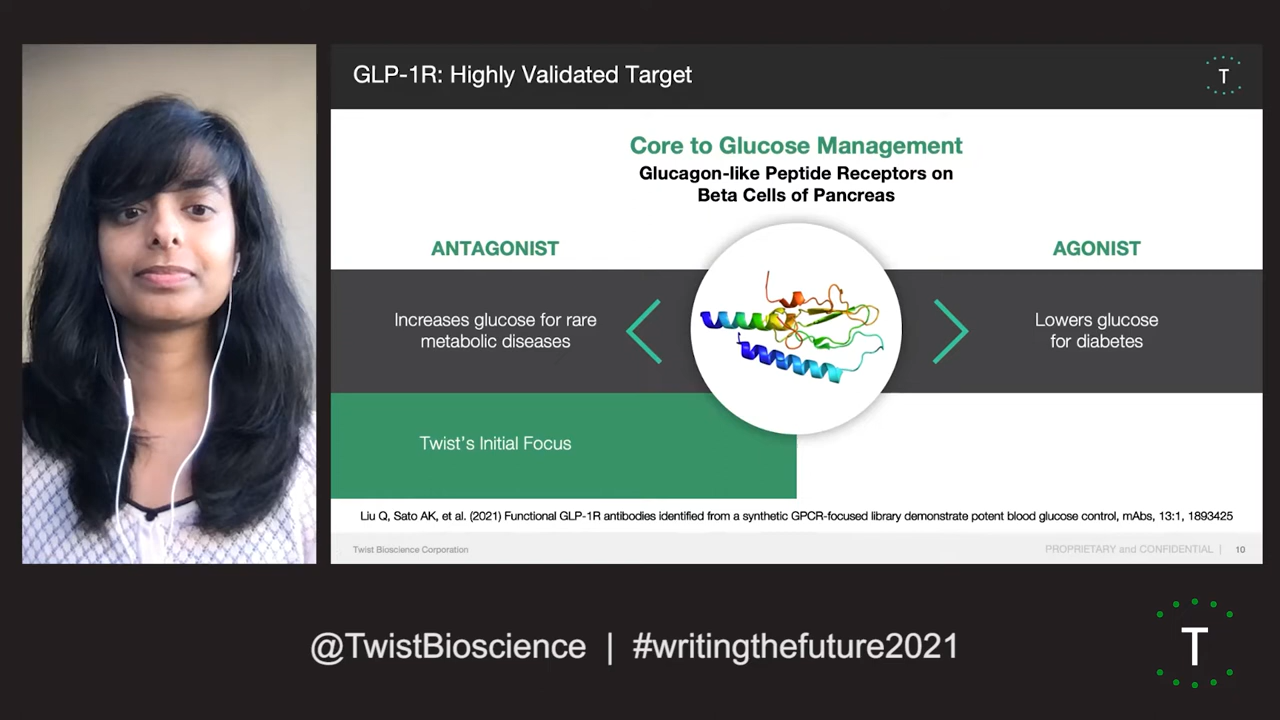 GLP-1R: Highly Validated Target
T
Core to Glucose Management
Glucagon-like Peptide Receptors on
Beta Cells of Pancreas
ANTAGONIST
AGONIST
Increases glucose for rare
metabolic diseases
Lowers glucose
for diabetes
Twist's Initial Focus
Liu Q, Sato AK, et al. (2021) Functional GLP-1R antibodies identified from a synthetic GPCR-focused library demonstrate potent blood glucose control, mAbs, 13:1, 1893425
Twist Bioscience Corporation
PROPRIETARY and CONFIDENTIAL | 10
@TwistBioscience | #writingthefuture2021
T